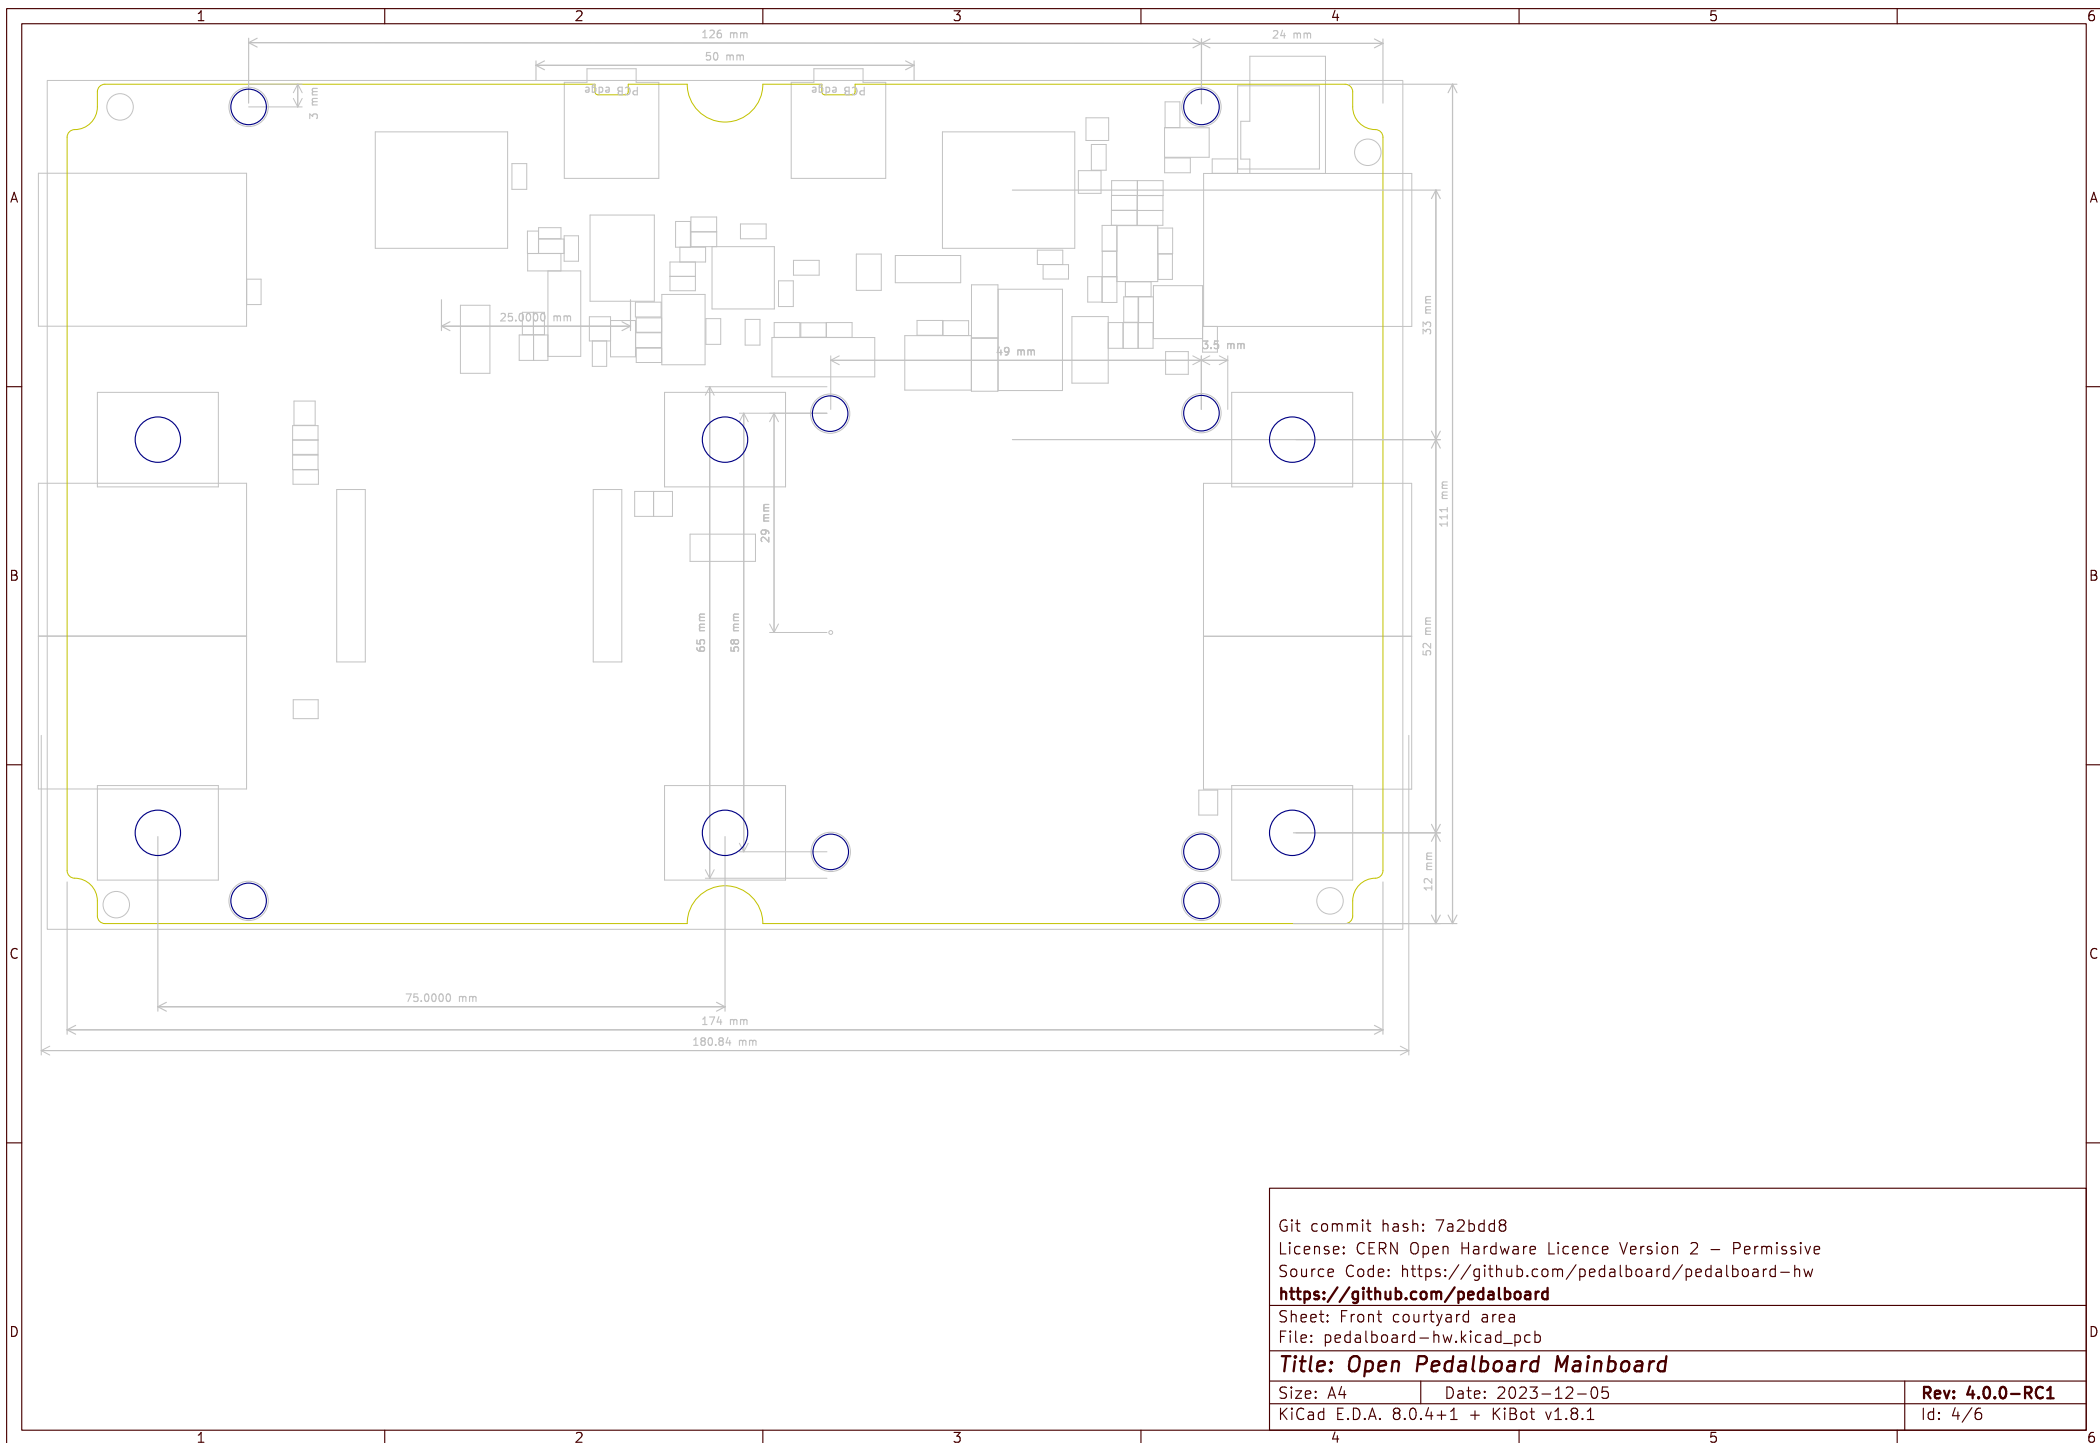 1 2 3 4 5 6
126 mm
24 mm
50 mm
3 mm
PCB edge
PCB edge
A
A
25.0000 mm
33 mm
3.5 mm
49 mm
111 mm
29 mm
B
B
65 mm
58 mm
52 mm
12 mm
C
C
75.0000 mm
174 mm
180.84 mm
Git commit hash: 7a2bdd8
License: CERN Open Hardware Licence Version 2 – Permissive
Source Code: https://github.com/pedalboard/pedalboard-hw
https://github.com/pedalboard
Sheet: Front courtyard area
File: pedalboard-hw.kicad_pcb
D
D
Title: Open Pedalboard Mainboard
Size: A4
Date: 2023-12-05
Rev: 4.0.0-RC1
KiCad E.D.A. 8.0.4+1 + KiBot v1.8.1
Id: 4/6
1 2 3 4 5 6